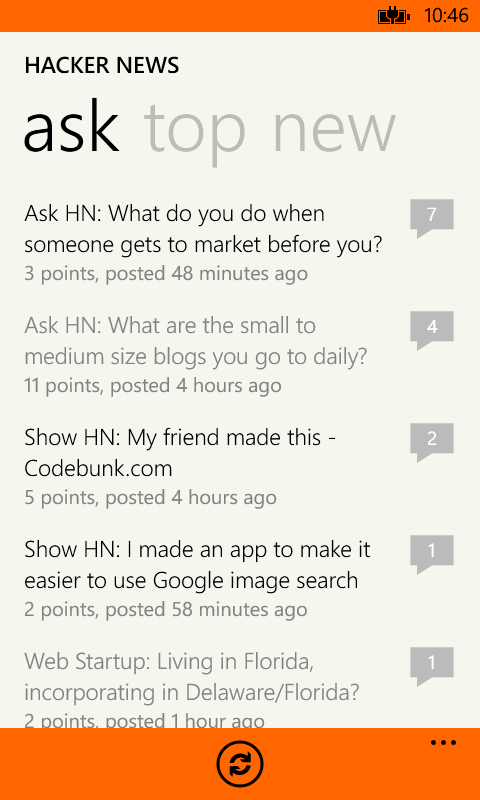 10:46
HACKER NEWS
ask top new
Ask HN: What do you do when
someone gets to market before you?
7
3 points, posted 48 minutes ago
Ask HN: What are the small to
medium size blogs you go to daily?
4
11 points, posted 4 hours ago
Show HN: My friend made this -
Codebunk.com
2
5 points, posted 4 hours ago
Show HN: I made an app to make it
easier to use Google image search
1
2 points, posted 58 minutes ago
Web Startup: Living in Florida,
incorporating in Delaware/Florida?
1
2 points, posted 1 hour ago